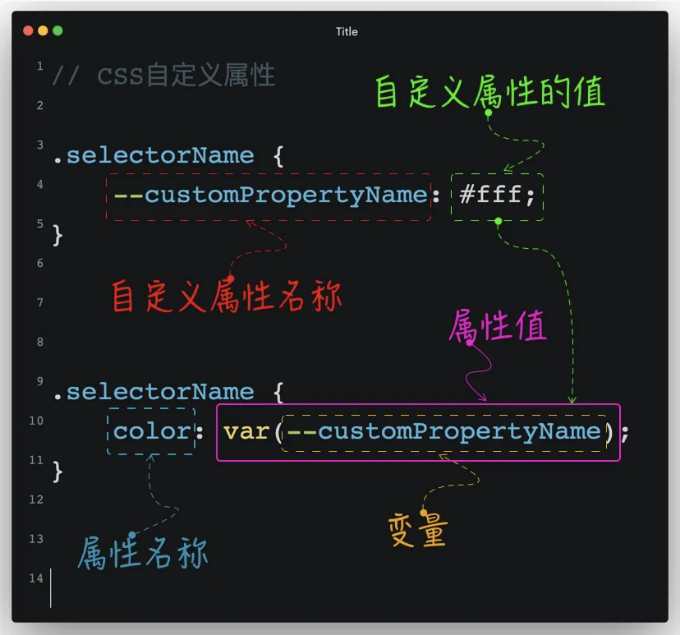 Title
1 // css自定义属性
自定义属性的值
2
3 .selectorName {
4 --customPropertyName: #fff;
5 }
6
自定义属性名称
7
属性值
8
9 .selectorName {
10 color: var(--customPropertyName);
11 }
12
变量
13
属性名称
14